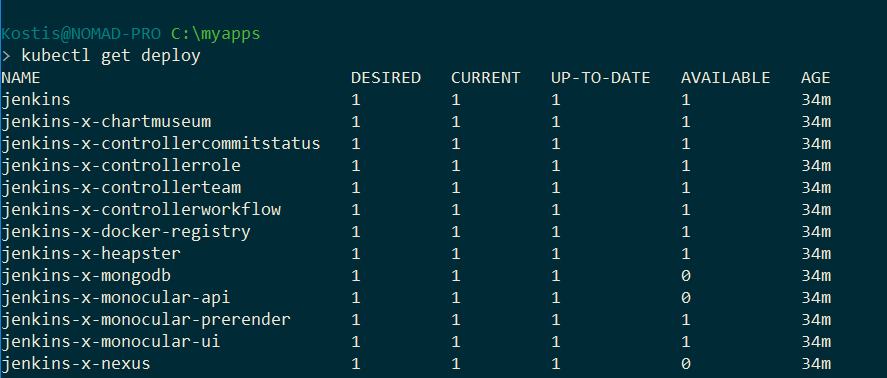 Kostis@NOMAD-PRO C:\myapps
> kubectl get deploy
NAME DESIRED CURRENT UP-TO-DATE AVAILABLE AGE
jenkins 1 1 1 1 34m
jenkins-x-chartmuseum 1 1 1 1 34m
jenkins-x-controllercommitstatus 1 1 1 1 34m
jenkins-x-controllerrole 1 1 1 1 34m
jenkins-x-controllerteam 1 1 1 1 34m
jenkins-x-controllerworkflow 1 1 1 1 34m
jenkins-x-docker-registry 1 1 1 1 34m
jenkins-x-heapster 1 1 1 1 34m
jenkins-x-mongodb 1 1 1 0 34m
jenkins-x-monocular-api 1 1 1 0 34m
jenkins-x-monocular-prerender 1 1 1 1 34m
jenkins-x-monocular-ui 1 1 1 1 34m
jenkins-x-nexus 1 1 1 0 34m